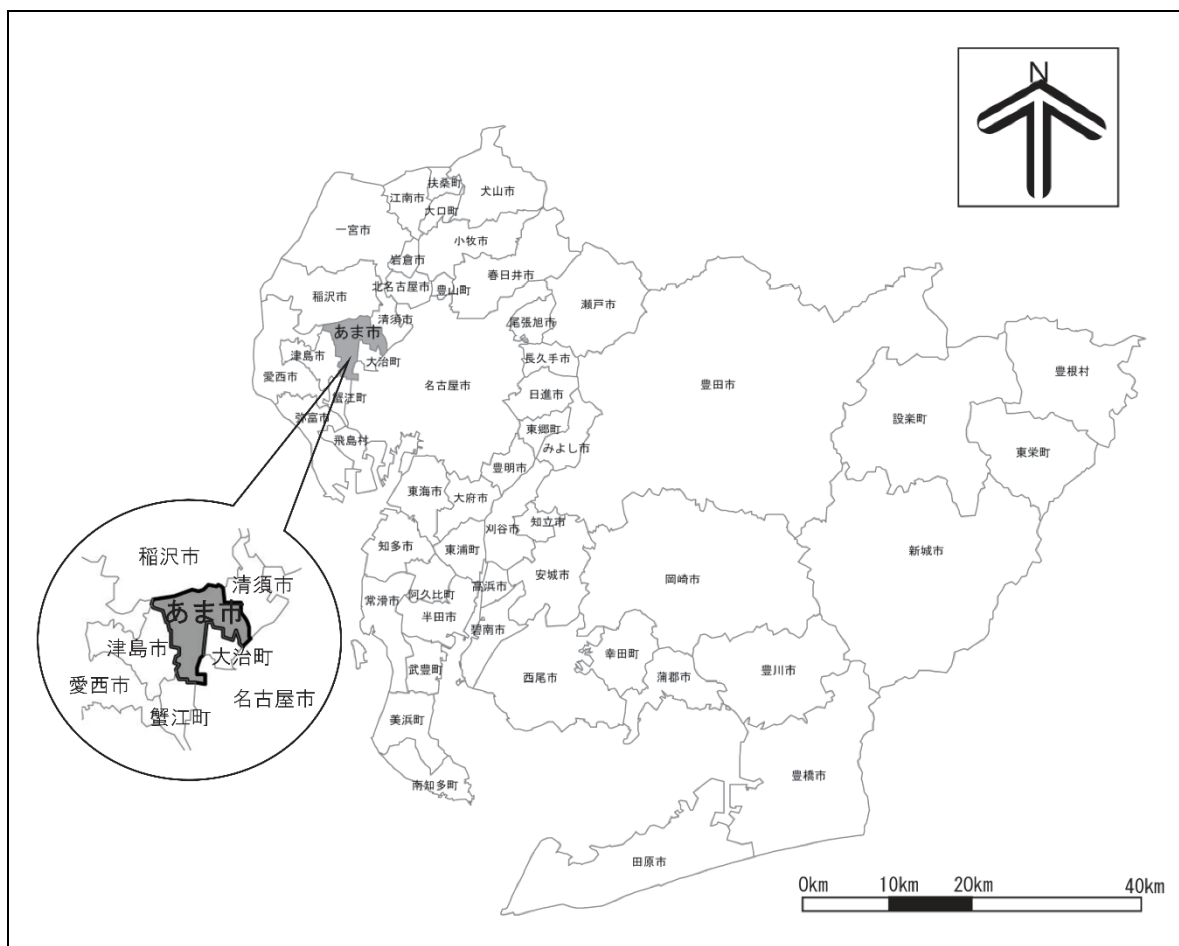 N
扶桑町
犬山市
江南市
大口町
一宮市
小牧市
岩倉市
春日井市
北名古屋市
豊山町
稲沢市
瀬戸市
清須市
尾張旭市
あま市
津島市
大治町
長久手市
愛西市
名古屋市
豊田市
豊根村
日進市
蟹江町
弥富市
設楽町
東郷町
飛島村
みよし市
東栄町
豊明市
東海市
大府市
知立市
刈谷市
知多市
東浦町
新城市
安城市
岡崎市
高浜市
阿久比町
常滑市
半田市
碧南市
幸田町
武豊町
西尾市
蒲郡市
豊川市
美浜町
豊橋市
南知多町
田原市
稲沢市
清須市
あま市
津島市
大治町
愛西市
名古屋市
蟹江町
0km 10km 20km 40km